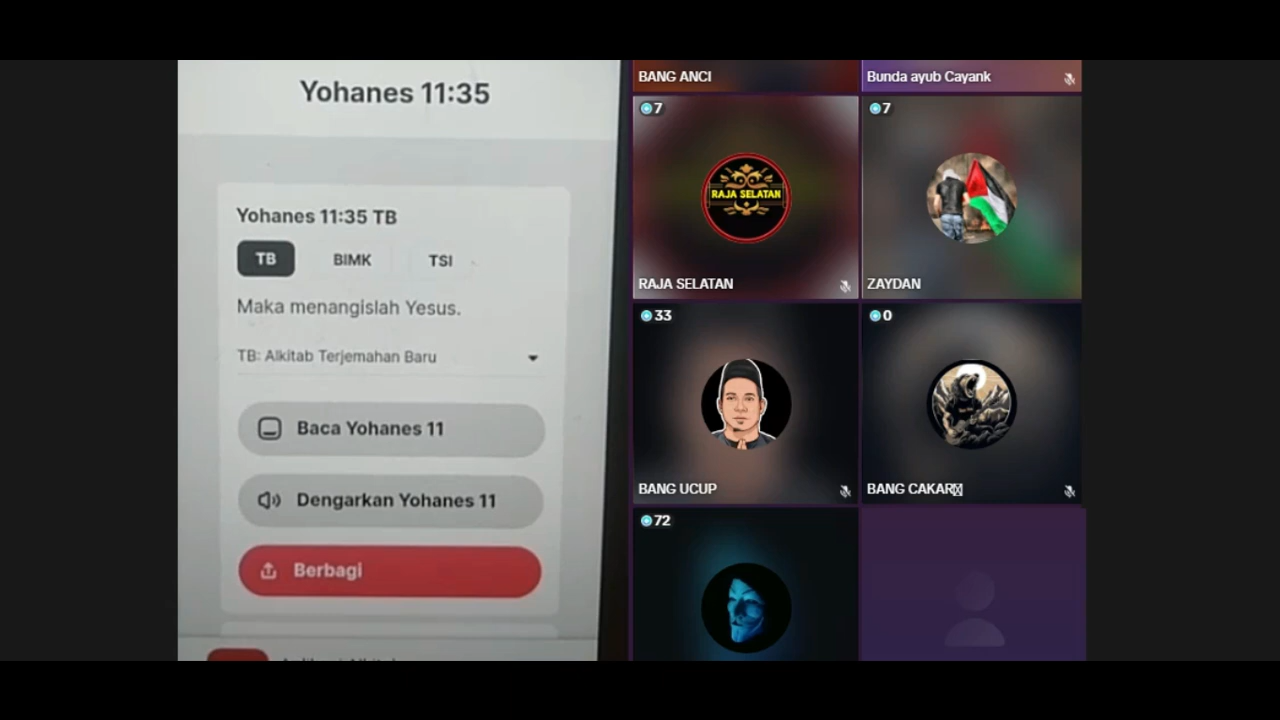 Yohanes 11:35
Yohanes 11:35 TB
TB BIMK TSI
Maka menangislah Yesus.
TB: Alkitab Terjemahan Baru
Baca Yohanes 11
Dengarkan Yohanes 11
Berbagi
BANG ANCI
Bunda ayub Cayank
7
RAJA SELATAN
RAJA SELATAN
7
ZAYDAN
33
BANG UCUP
0
BANG CAKAR
72